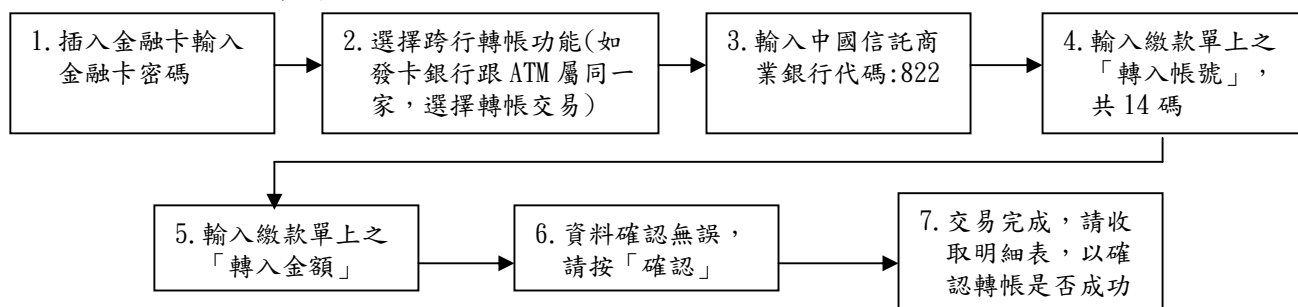 1.插入金融卡輸入
金融卡密碼
2.選擇跨行轉帳功能(如
發卡銀行跟 ATM 屬同一
家，選擇轉帳交易)
3.輸入中國信託商
業銀行代碼:822
4.輸入繳款單上之
「轉入帳號」，
共 14 碼
5.輸入繳款單上之
「轉入金額」
6.資料確認無誤，
請按「確認」
7.交易完成，請收
取明細表，以確
認轉帳是否成功